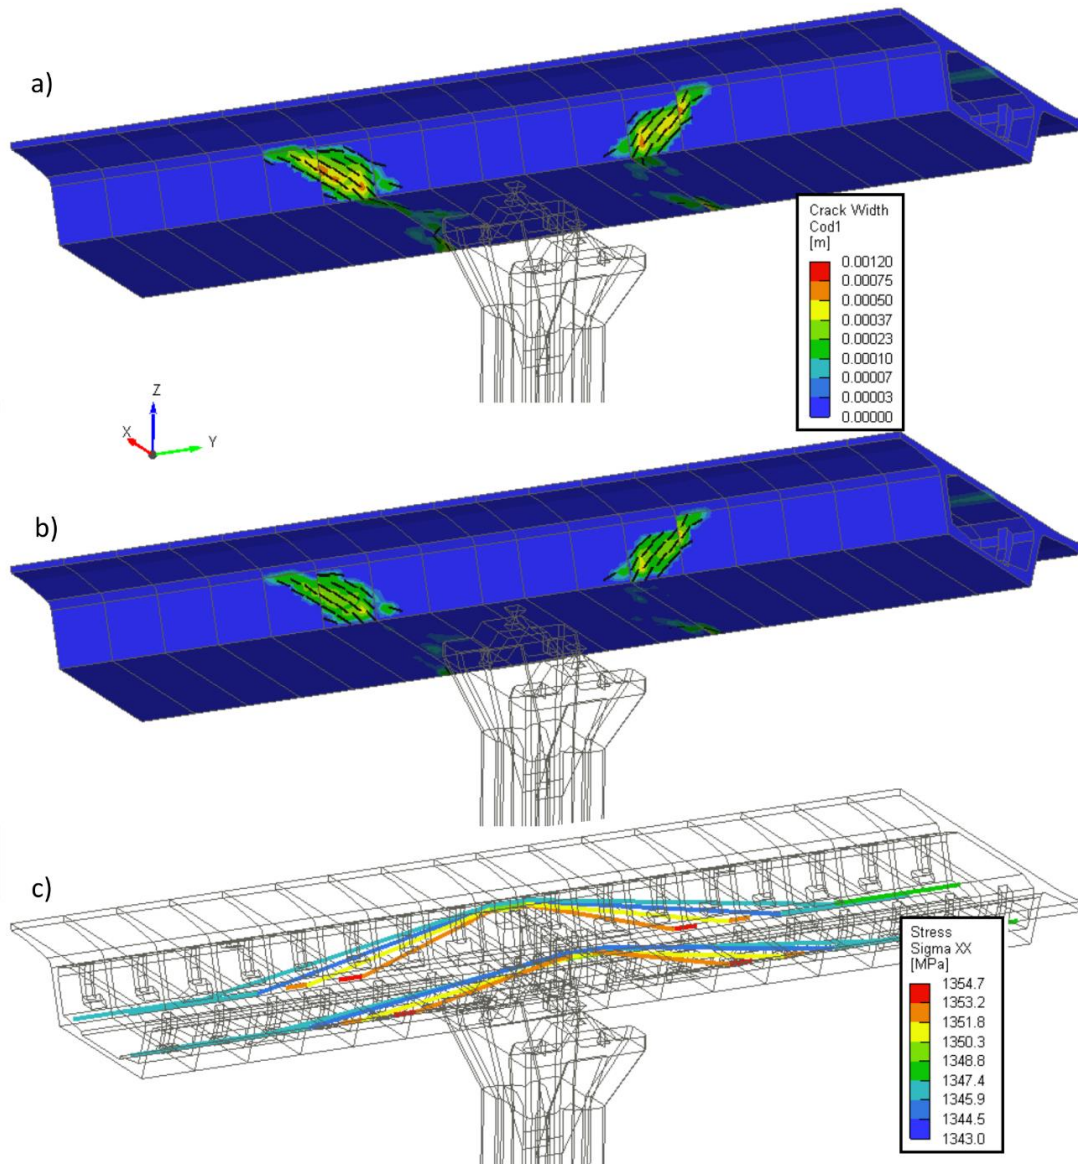 a)
Crack Width
Cod1
[m]
0.00120
0.00075
0.00050
0.00037
0.00023
0.00010
0.00007
0.00003
0.00000
Z
X
Y
b)
c)
Stress
Sigma XX
[MPa]
1354.7
1353.2
1351.8
1350.3
1348.8
1347.4
1345.9
1344.5
1343.0